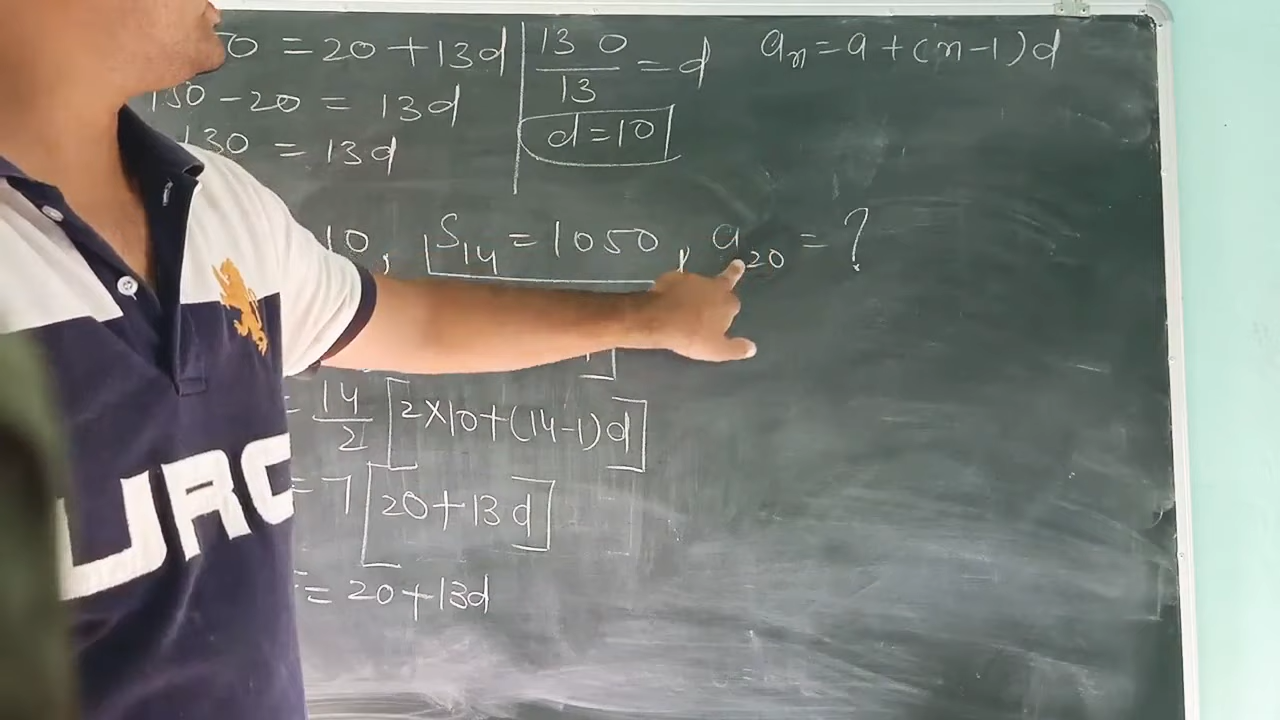 50 = 20 + 13d
150 - 20 = 13d
130 = 13d
130/13 = d
d = 10
aₙ = a + (n-1)d
10, S₁₄ = 1050, a₂₀ = ?
= 14/2 [2×10+(14-1)d]
= 7 [20+13d]
= 20+13d
URC